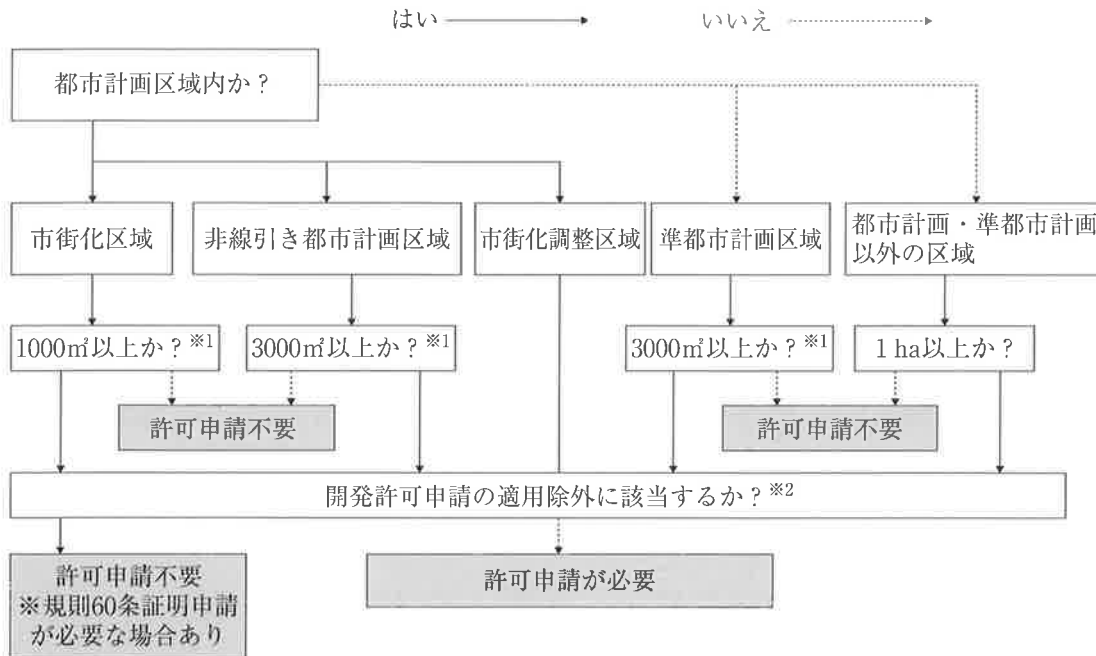 はい
いいえ
都市計画区域内か？
市街化区域
非線引き都市計画区域
市街化調整区域
準都市計画区域
都市計画・準都市計画
以外の区域
1000㎡以上か？※1
3000㎡以上か？※1
3000㎡以上か？※1
1 ha以上か？
許可申請不要
許可申請不要
開発許可申請の適用除外に該当するか？※2
許可申請不要
※規則60条証明申請
が必要な場合あり
許可申請が必要